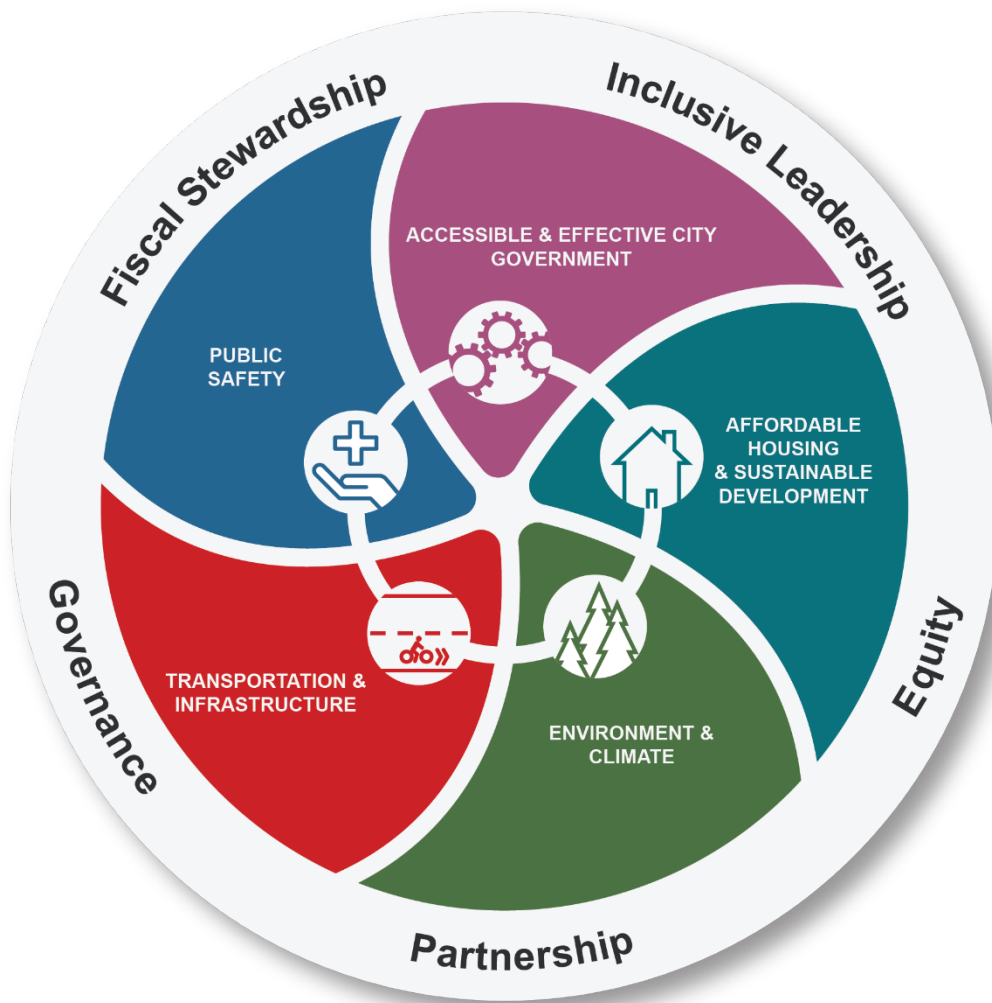 Fiscal Stewardship
Inclusive Leadership
ACCESSIBLE & EFFECTIVE CITY
GOVERNMENT
PUBLIC
SAFETY
AFFORDABLE
HOUSING
& SUSTAINABLE
DEVELOPMENT
TRANSPORTATION &
INFRASTRUCTURE
ENVIRONMENT &
CLIMATE
Governance
Equity
Partnership